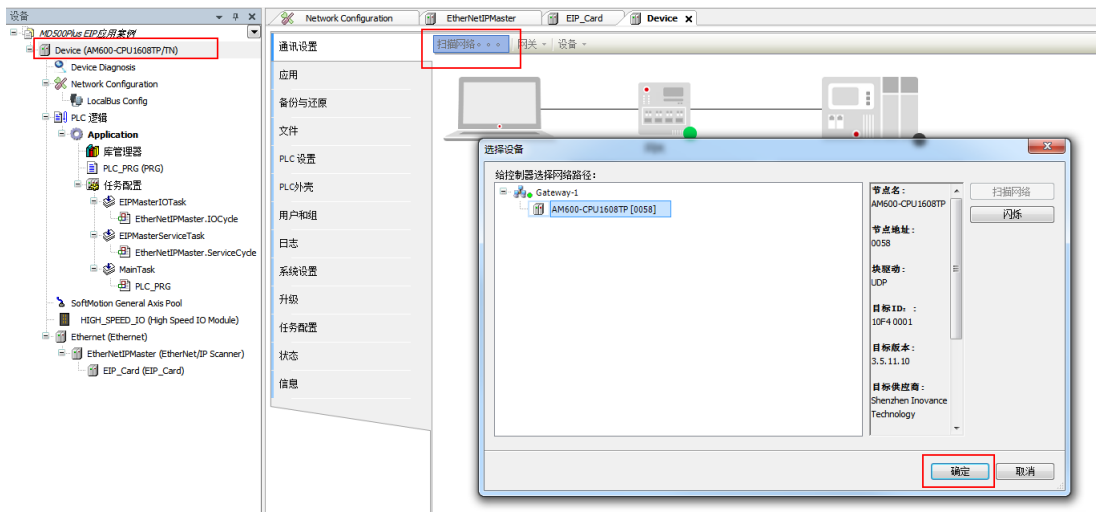 设备
MD500Plus EIP应用案例
Device (AM600-CPU1608TP/TN)
Device Diagnosis
Network Configuration
LocalBus Config
PLC 逻辑
Application
库管理器
PLC_PRG (PRG)
任务配置
EIPMasterIOTask
EtherNetIPMaster.IOCycle
EIPMasterServiceTask
EtherNetIPMaster.ServiceCycle
MainTask
PLC_PRG
SoftMotion General Axis Pool
HIGH_SPEED_IO (High Speed IO Module)
Ethernet (Ethernet)
EtherNetIPMaster (EtherNet/IP Scanner)
EIP_Card (EIP_Card)
Network Configuration
EtherNetIPMaster
EIP_Card
Device
通讯设置
应用
备份与还原
文件
PLC 设置
PLC外壳
用户和组
日志
系统设置
升级
任务配置
状态
信息
扫描网络。。。
网关
设备
选择设备
给控制器选择网络路径：
Gateway-1
AM600-CPU1608TP [0058]
节点名：
AM600-CPU1608TP
节点地址：
0058
块驱动：
UDP
目标ID：：
10F4 0001
目标版本：
3.5.11.10
目标供应商：
Shenzhen Inovance
Technology
扫描网络
闪烁
确定
取消